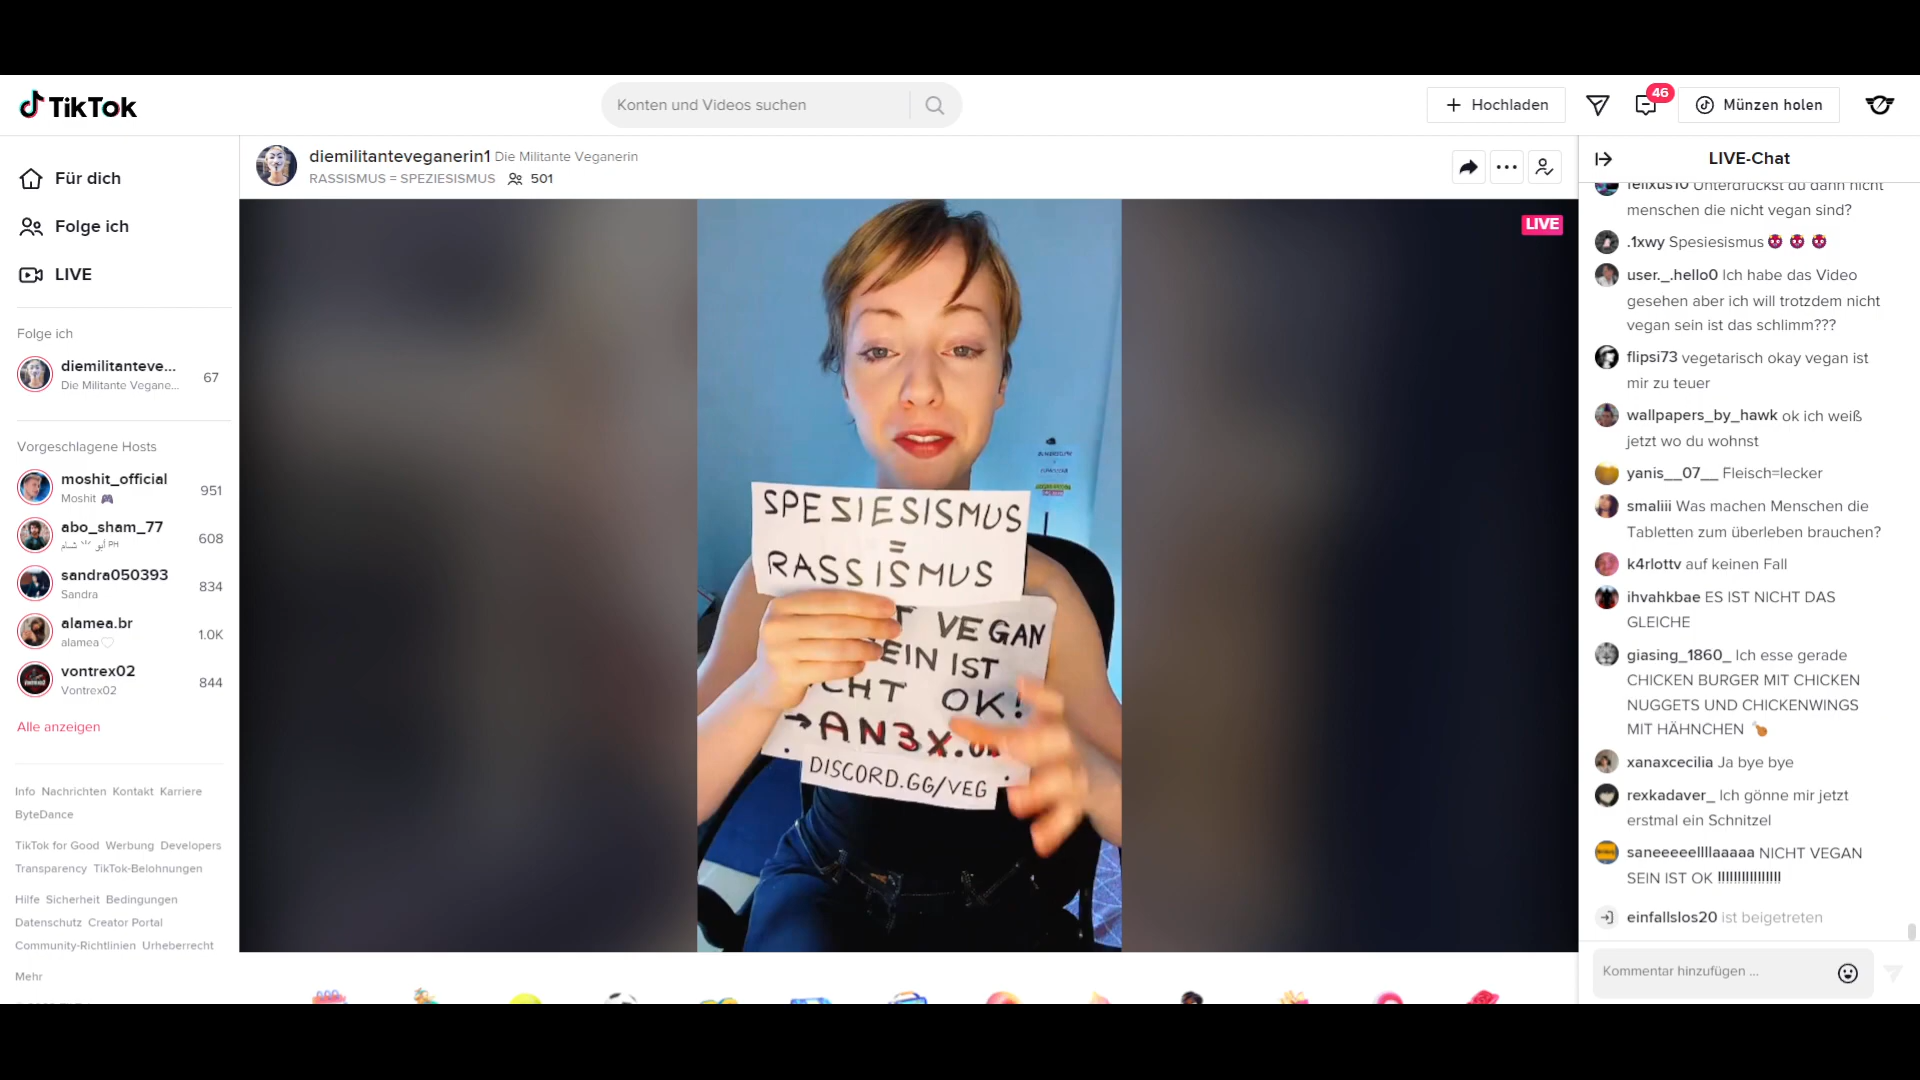 TikTok
Konten und Videos suchen
Hochladen
46
Münzen holen
Für dich
Folge ich
LIVE
Folge ich
diemilitanteve...
Die Militante Vegane...
67
Vorgeschlagene Hosts
moshit_official
Moshit
951
abo_sham_77
608
sandra050393
Sandra
834
alamea.br
alamea
1.0K
vontrex02
Vontrex02
844
Alle anzeigen
Info Nachrichten Kontakt Karriere
ByteDance
TikTok for Good Werbung Developers
Transparency TikTok-Belohnungen
Hilfe Sicherheit Bedingungen
Datenschutz Creator Portal
Community-Richtlinien Urheberrecht
Mehr
diemilitanteveganerin1 Die Militante Veganerin
RASSISMUS = SPEZIESISMUS 501
LIVE
SPEZIESISMUS
=
RASSISMUS
VEGAN
EIN IST
CHT OK!
→AN3X.
DISCORD.GG/VEG
LIVE-Chat
felixus10 Unterdrückst du dann nicht
menschen die nicht vegan sind?
.1xwy Spesiesismus
user._.hello0 Ich habe das Video
gesehen aber ich will trotzdem nicht
vegan sein ist das schlimm???
flipsi73 vegetarisch okay vegan ist
mir zu teuer
wallpapers_by_hawk ok ich weiß
jetzt wo du wohnst
yanis__07__ Fleisch=lecker
smaliii Was machen Menschen die
Tabletten zum überleben brauchen?
k4rlottv auf keinen Fall
ihvahkbae ES IST NICHT DAS
GLEICHE
giasing_1860_ Ich esse gerade
CHICKEN BURGER MIT CHICKEN
NUGGETS UND CHICKENWINGS
MIT HÄHNCHEN 🍗
xanaxcecilia Ja bye bye
rexkadaver_ Ich gönne mir jetzt
erstmal ein Schnitzel
saneeeeellllaaaaa NICHT VEGAN
SEIN IST OK !!!!!!!!!!!!!!!!
einfallslos20 ist beigetreten
Kommentar hinzufügen ...